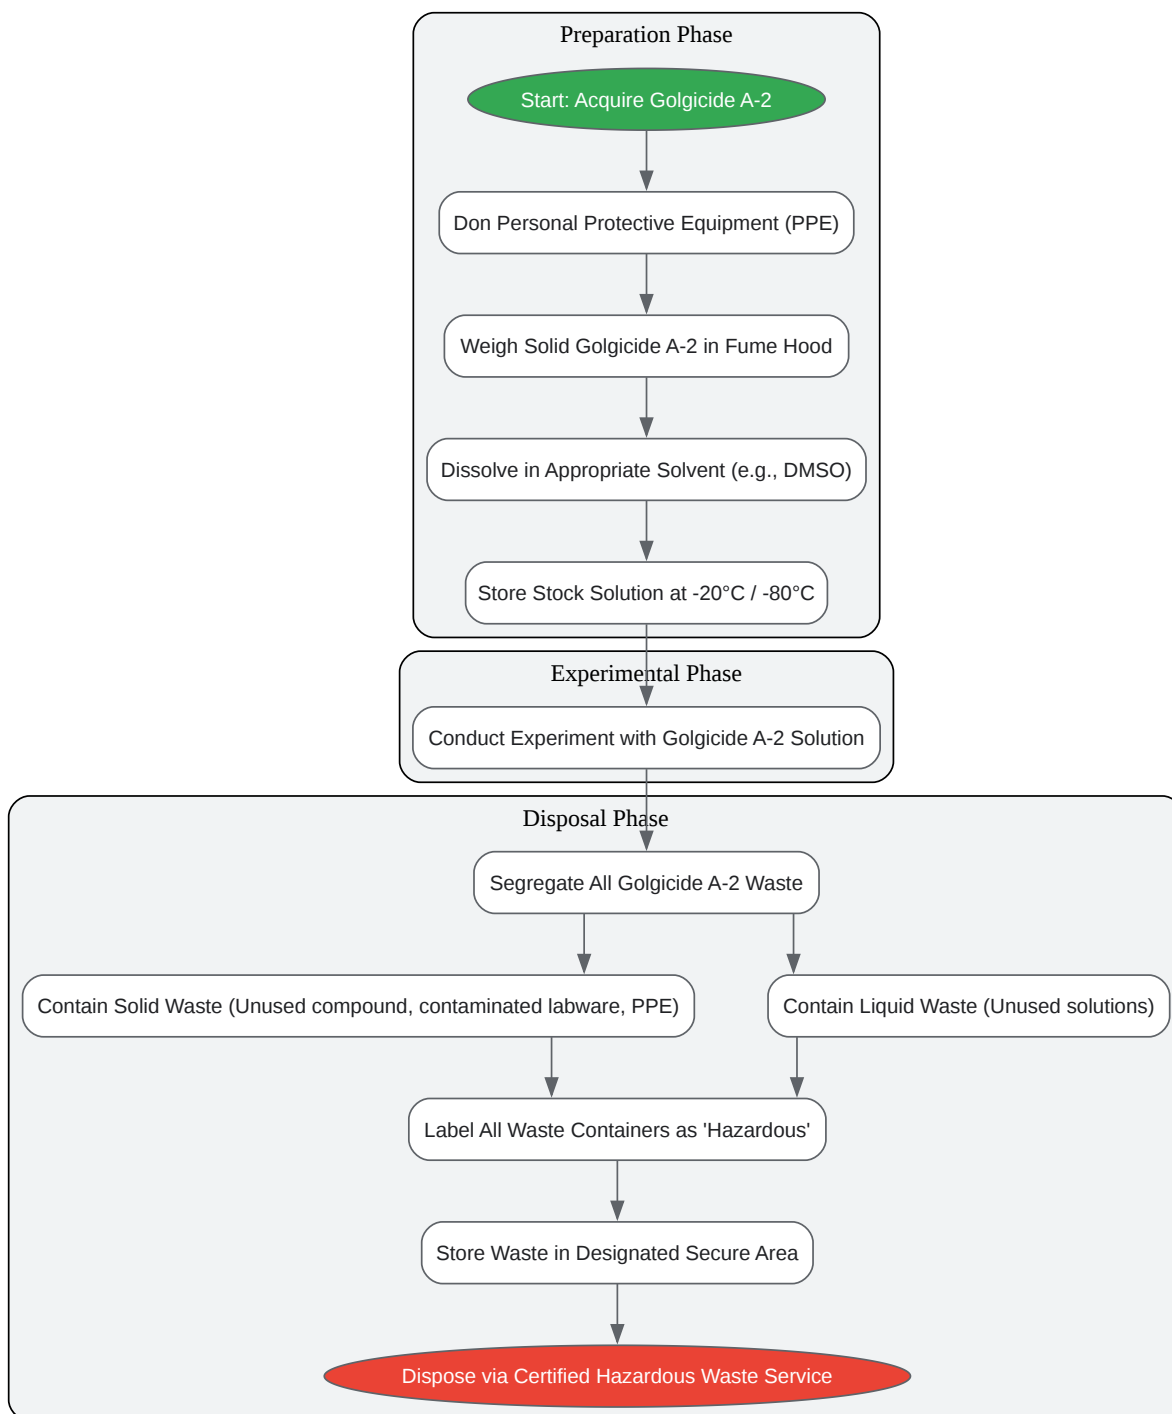 Preparation Phase
Start: Acquire Golgicide A-2
Don Personal Protective Equipment (PPE)
Weigh Solid Golgicide A-2 in Fume Hood
Dissolve in Appropriate Solvent (e.g., DMSO)
Store Stock Solution at -20°C / -80°C
Experimental Phase
Conduct Experiment with Golgicide A-2 Solution
Disposal Phase
Segregate All Golgicide A-2 Waste
Contain Solid Waste (Unused compound, contaminated labware, PPE)
Contain Liquid Waste (Unused solutions)
Label All Waste Containers as 'Hazardous'
Store Waste in Designated Secure Area
Dispose via Certified Hazardous Waste Service